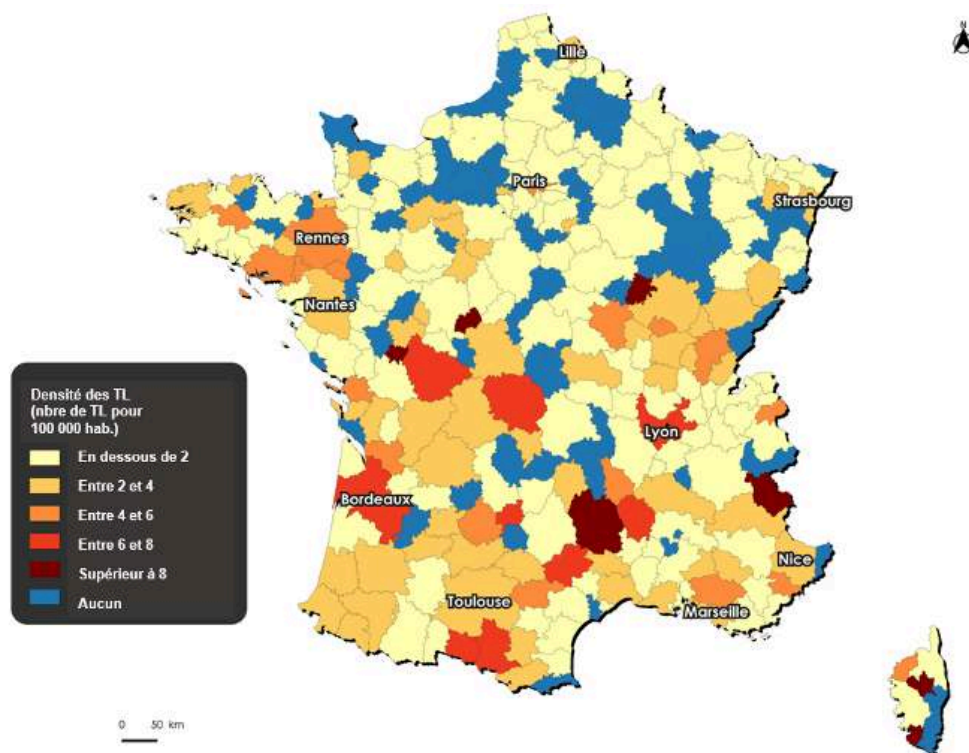 N
Lille
Paris
Strasbourg
Rennes
Nantes
Densité des TL
(nbre de TL pour
100 000 hab.)
En dessous de 2
Entre 2 et 4
Entre 4 et 6
Entre 6 et 8
Supérieur à 8
Aucun
Lyon
Bordeaux
Nice
Toulouse
Marseille
0 50 km